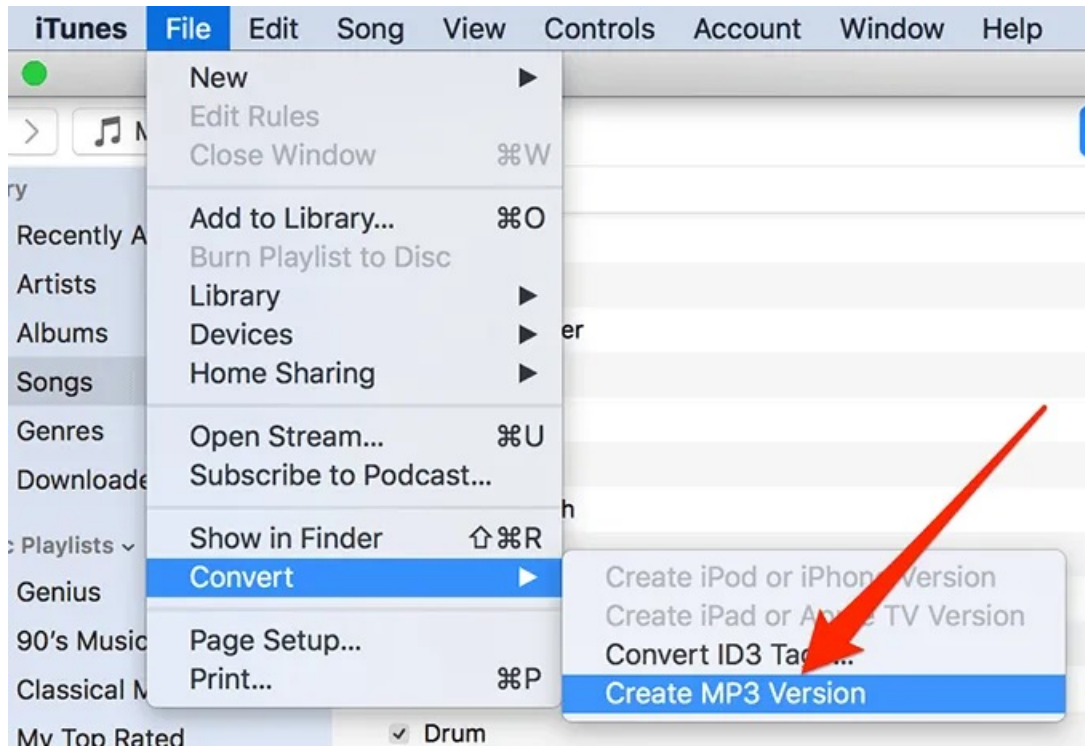 iTunes File Edit Song View Controls Account Window Help
New
Edit Rules
Close Window ⌘W
Recently A
Add to Library... ⌘O
Burn Playlist to Disc
Artists
Library
Albums
Devices
er
Songs
Home Sharing
Genres
Open Stream... ⌘U
Downloade
Subscribe to Podcast...
h
Playlists
Show in Finder ⇧⌘R
Convert
Create iPod or iPhone Version
Genius
Create iPad or Apple TV Version
90's Music
Page Setup...
Convert ID3
Classical M
Print... ⌘P
Create MP3 Version
My Top Rated
Drum